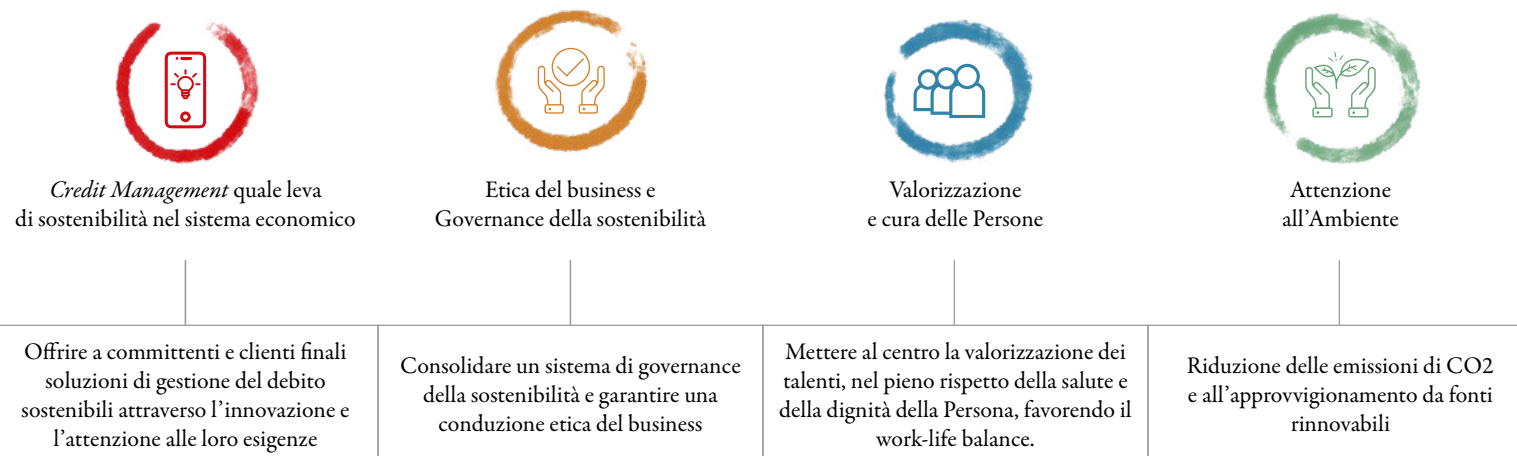 Credit Management quale leva
di sostenibilità nel sistema economico
Etica del business e
Governance della sostenibilità
Valorizzazione
e cura delle Persone
Attenzione
all’Ambiente
Offrire a committenti e clienti finali
soluzioni di gestione del debito
sostenibili attraverso l’innovazione e
l’attenzione alle loro esigenze
Consolidare un sistema di governance
della sostenibilità e garantire una
conduzione etica del business
Mettere al centro la valorizzazione dei
talenti, nel pieno rispetto della salute e
della dignità della Persona, favorendo il
work-life balance.
Riduzione delle emissioni di CO2
e all’approvvigionamento da fonti
rinnovabili